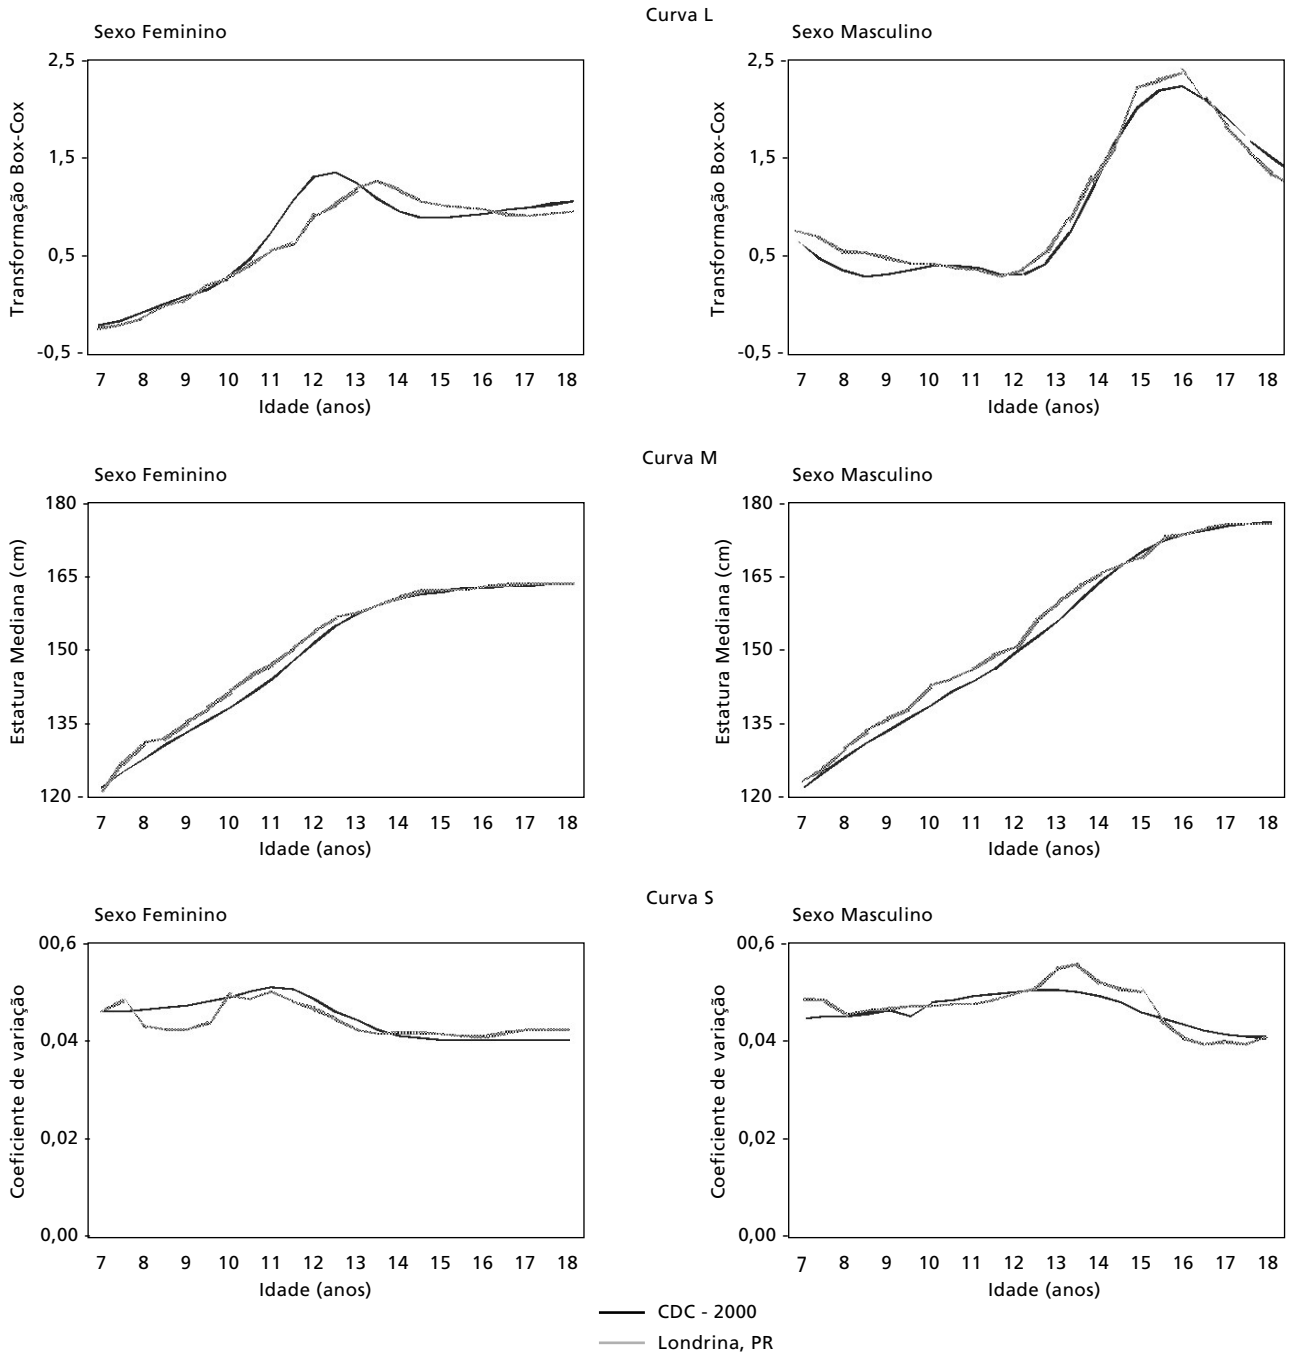 Curva L
Sexo Feminino
Sexo Masculino
Transformação Box-Cox
2,5
1,5
0,5
-0,5
7 8 9 10 11 12 13 14 15 16 17 18
Idade (anos)
Transformação Box-Cox
2,5
1,5
0,5
-0,5
7 8 9 10 11 12 13 14 15 16 17 18
Idade (anos)
Curva M
Sexo Feminino
Sexo Masculino
Estatura Mediana (cm)
180
165
150
135
120
7 8 9 10 11 12 13 14 15 16 17 18
Idade (anos)
Estatura Mediana (cm)
180
165
150
135
120
7 8 9 10 11 12 13 14 15 16 17 18
Idade (anos)
Curva S
Sexo Feminino
Sexo Masculino
Coeficiente de variação
00,6
0,04
0,02
0,00
7 8 9 10 11 12 13 14 15 16 17 18
Idade (anos)
Coeficiente de variação
00,6
0,04
0,02
0,00
7 8 9 10 11 12 13 14 15 16 17 18
Idade (anos)
CDC - 2000
Londrina, PR